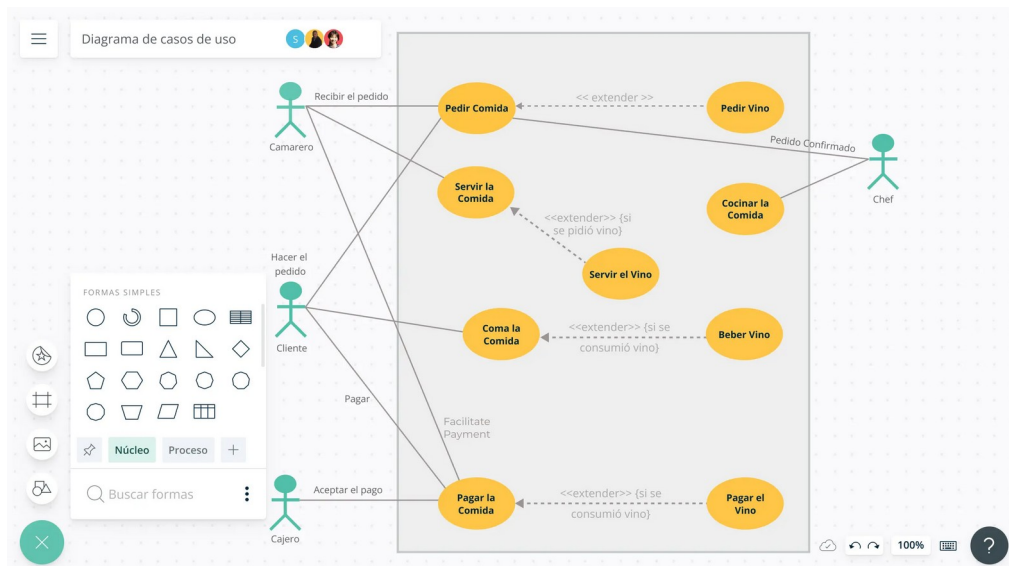 Diagrama de casos de uso
S
Recibir el pedido
Camarero
Pedir Comida
<< extender >>
Pedir Vino
Pedido Confirmado
Chef
Servir la
Comida
Cocinar la
Comida
<<extender>> {si
se pidió vino}
Servir el Vino
Hacer el
pedido
Cliente
FORMAS SIMPLES
Coma la
Comida
<<extender>> {si se
consumió vino}
Beber Vino
Pagar
Facilitate
Payment
Núcleo
Proceso
Buscar formas
Aceptar el pago
Cajero
Pagar la
Comida
<<extender>> {si se
consumió vino}
Pagar el
Vino
100%
?